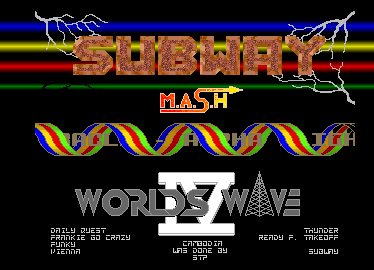 SUBWAY
M.A.S.H
WORLDS WAVE
IV
DAILY QUEST
FRANKIE GO CRAZY
FUNKY
VIENNA
CAMBODIA
WAS DONE BY
STP
THUNDER
READY F. TAKEOFF
SUBWAY